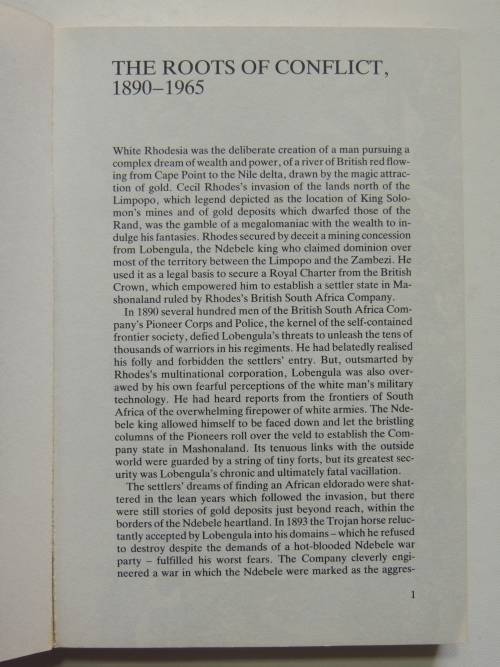 THE ROOTS OF CONFLICT,
1890–1965
White Rhodesia was the deliberate creation of a man pursuing a
complex dream of wealth and power, of a river of British red flow-
ing from Cape Point to the Nile delta, drawn by the magic attrac-
tion of gold. Cecil Rhodes's invasion of the lands north of the
Limpopo, which legend depicted as the location of King Solo-
mon's mines and of gold deposits which dwarfed those of the
Rand, was the gamble of a megalomaniac with the wealth to in-
dulge his fantasies. Rhodes secured by deceit a mining concession
from Lobengula, the Ndebele king who claimed dominion over
most of the territory between the Limpopo and the Zambezi. He
used it as a legal basis to secure a Royal Charter from the British
Crown, which empowered him to establish a settler state in Ma-
shonaland ruled by Rhodes's British South Africa Company.
In 1890 several hundred men of the British South Africa Com-
pany's Pioneer Corps and Police, the kernel of the self-contained
frontier society, defied Lobengula's threats to unleash the tens of
thousands of warriors in his regiments. He had belatedly realised
his folly and forbidden the settlers' entry. But, outsmarted by
Rhodes's multinational corporation, Lobengula was also over-
awed by his own fearful perceptions of the white man's military
technology. He had heard reports from the frontiers of South
Africa of the overwhelming firepower of white armies. The Nde-
bele king allowed himself to be faced down and let the bristling
columns of the Pioneers roll over the veld to establish the Com-
pany state in Mashonaland. Its tenuous links with the outside
world were guarded by a string of tiny forts, but its greatest sec-
urity was Lobengula's chronic and ultimately fatal vacillation.
The settlers' dreams of finding an African eldorado were shat-
tered in the lean years which followed the invasion, but there
were still stories of gold deposits just beyond reach, within the
borders of the Ndebele heartland. In 1893 the Trojan horse reluc-
tantly accepted by Lobengula into his domains – which he refused
to destroy despite the demands of a hot-blooded Ndebele war
party – fulfilled his worst fears. The Company cleverly engi-
neered a war in which the Ndebele were marked as the aggres-
1